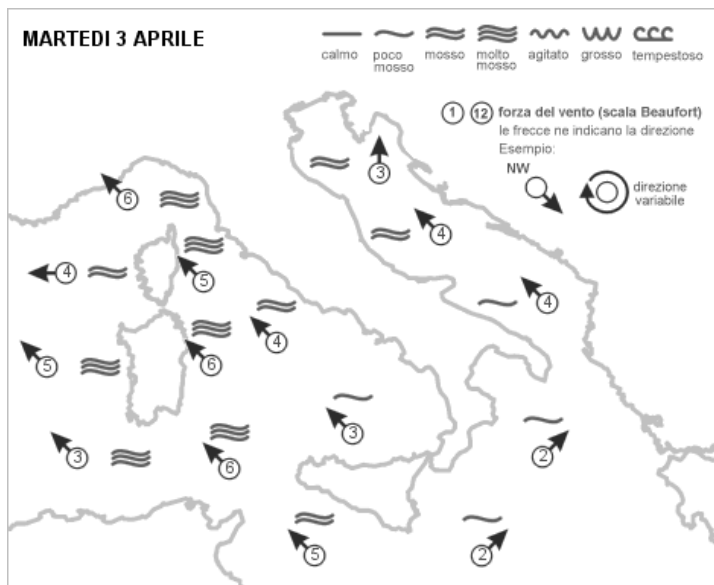 MARTEDI 3 APRILE
calmo
poco
mosso
mosso
molto
mosso
agitato
grosso
tempestoso
1 12 forza del vento (scala Beaufort)
le frecce ne indicano la direzione
Esempio:
NW
direzione
variabile
3
6
4
4
5
4
4
5
6
3
3
6
2
5
2